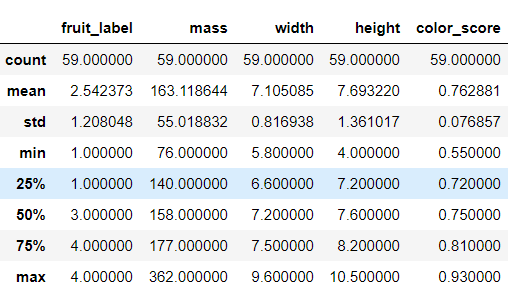 fruit_label mass width height color_score
count 59.000000 59.000000 59.000000 59.000000 59.000000
mean 2.542373 163.118644 7.105085 7.693220 0.762881
std 1.208048 55.018832 0.816938 1.361017 0.076857
min 1.000000 76.000000 5.800000 4.000000 0.550000
25% 1.000000 140.000000 6.600000 7.200000 0.720000
50% 3.000000 158.000000 7.200000 7.600000 0.750000
75% 4.000000 177.000000 7.500000 8.200000 0.810000
max 4.000000 362.000000 9.600000 10.500000 0.930000